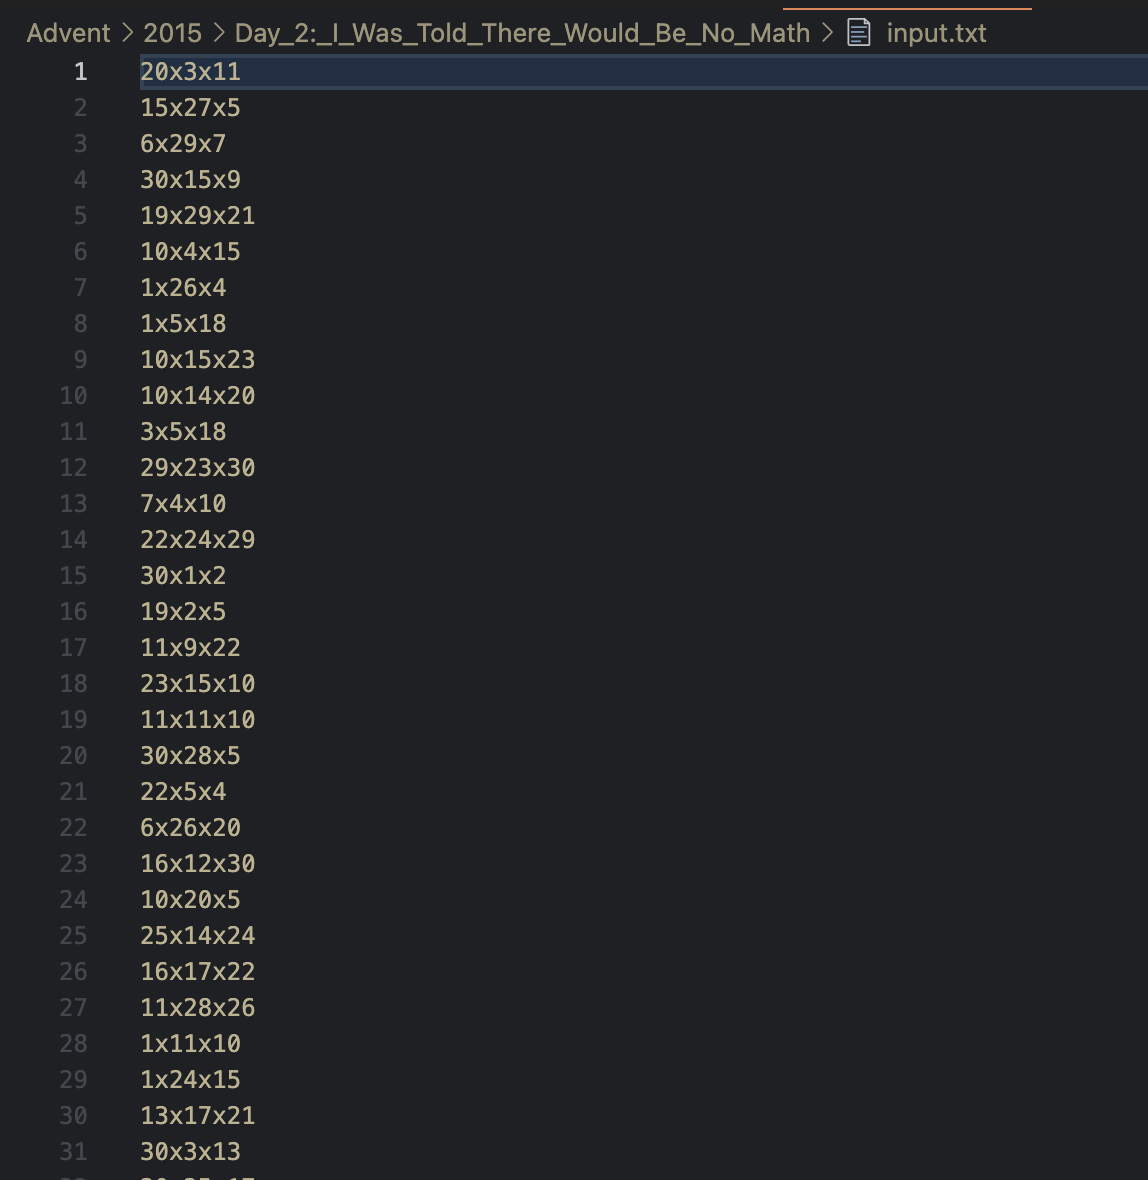 Advent > 2015 > Day_2:_I_Was_Told_There_Would_Be_No_Math > input.txt
1 20x3x11
2 15x27x5
3 6x29x7
4 30x15x9
5 19x29x21
6 10x4x15
7 1x26x4
8 1x5x18
9 10x15x23
10 10x14x20
11 3x5x18
12 29x23x30
13 7x4x10
14 22x24x29
15 30x1x2
16 19x2x5
17 11x9x22
18 23x15x10
19 11x11x10
20 30x28x5
21 22x5x4
22 6x26x20
23 16x12x30
24 10x20x5
25 25x14x24
26 16x17x22
27 11x28x26
28 1x11x10
29 1x24x15
30 13x17x21
31 30x3x13